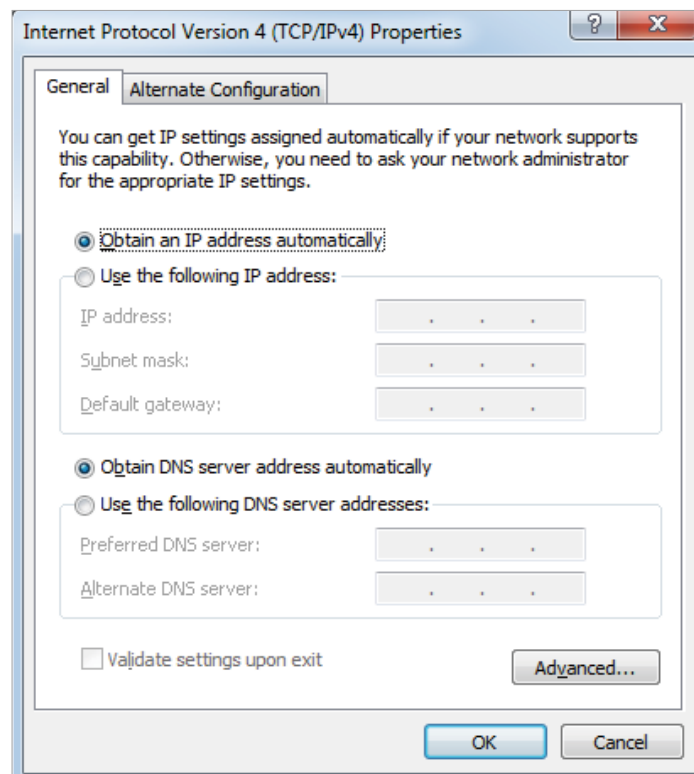 Internet Protocol Version 4 (TCP/IPv4) Properties
?
X
General
Alternate Configuration
You can get IP settings assigned automatically if your network supports
this capability. Otherwise, you need to ask your network administrator
for the appropriate IP settings.
Obtain an IP address automatically
Use the following IP address:
IP address:
. . .
Subnet mask:
. . .
Default gateway:
. . .
Obtain DNS server address automatically
Use the following DNS server addresses:
Preferred DNS server:
. . .
Alternate DNS server:
. . .
Validate settings upon exit
Advanced...
OK
Cancel